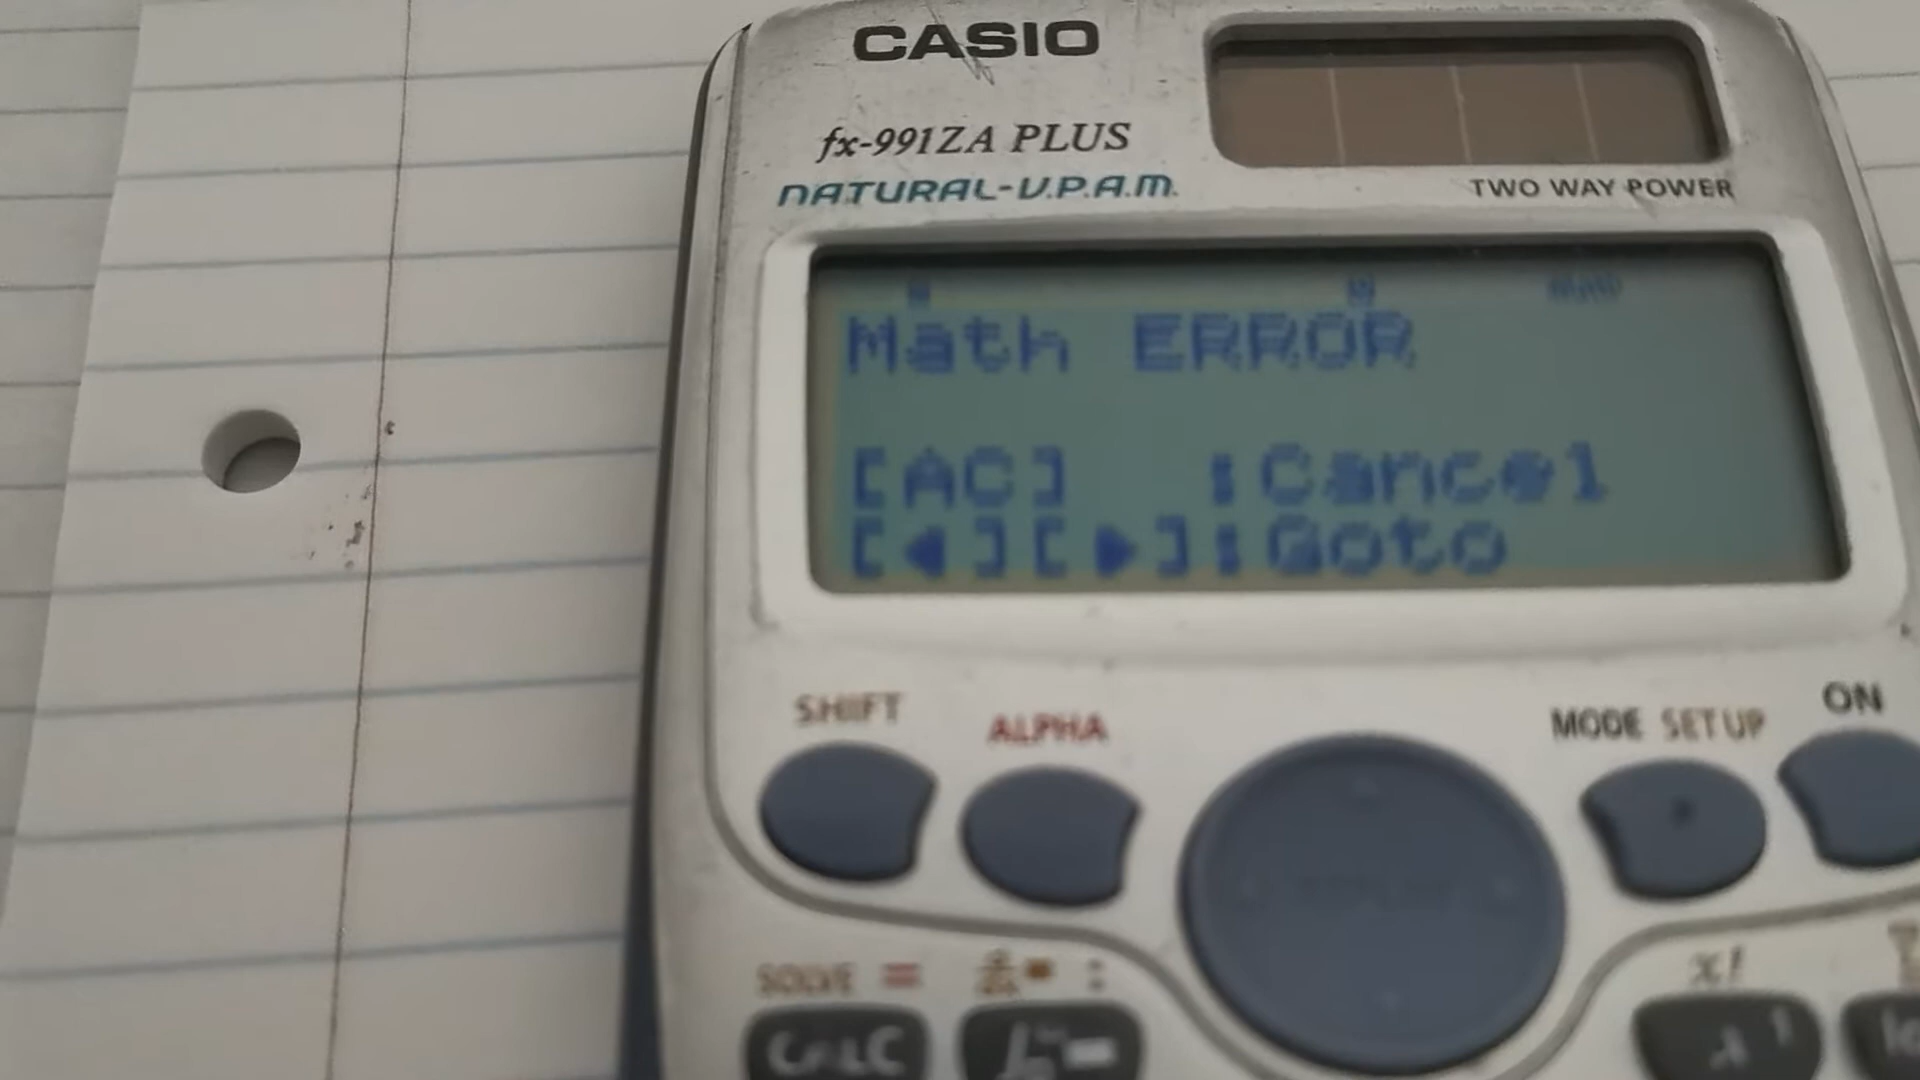 CASIO
fx-991ZA PLUS
NATURAL-V.P.A.M.
TWO WAY POWER
Math ERROR
[AC] :Cancel
[◀][▶]:Goto
SHIFT
ALPHA
MODE SETUP
ON
SOLVE =
:
x!
CALC